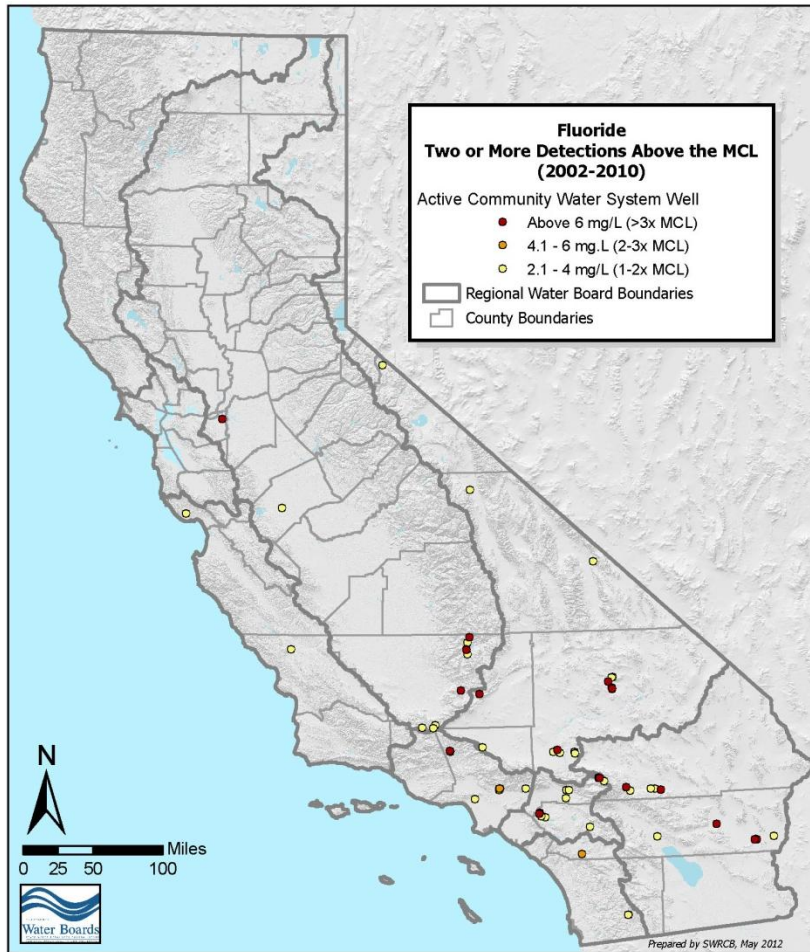 Fluoride
Two or More Detections Above the MCL
(2002-2010)
Active Community Water System Well
Above 6 mg/L (>3x MCL)
4.1 - 6 mg.L (2-3x MCL)
2.1 - 4 mg/L (1-2x MCL)
Regional Water Board Boundaries
County Boundaries
N
Miles
0 25 50 100
Water Boards
Prepared by SWRCB, May 2012